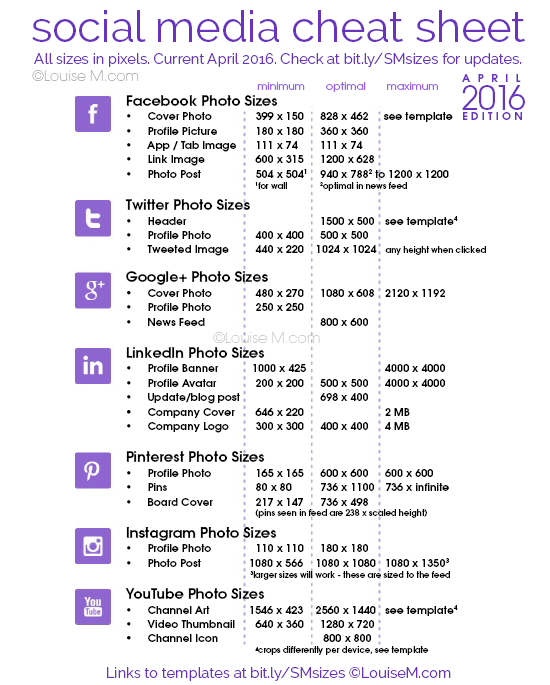 social media cheat sheet
All sizes in pixels. Current April 2016. Check at bit.ly/SMsizes for updates.
©Louise M.com
APRIL
2016
EDITION
minimum optimal maximum
f
Facebook Photo Sizes
• Cover Photo 399 x 150 828 x 462 see template
• Profile Picture 180 x 180 360 x 360
• App / Tab Image 111 x 74 111 x 74
• Link Image 600 x 315 1200 x 628
• Photo Post 504 x 504¹ 940 x 788² to 1200 x 1200
¹for wall ²optimal in news feed
t
Twitter Photo Sizes
• Header 1500 x 500 see template⁴
• Profile Photo 400 x 400 500 x 500
• Tweeted Image 440 x 220 1024 x 1024 any height when clicked
g+
Google+ Photo Sizes
• Cover Photo 480 x 270 1080 x 608 2120 x 1192
• Profile Photo 250 x 250
• News Feed 800 x 600
©Louise M.com
in
LinkedIn Photo Sizes
• Profile Banner 1000 x 425 4000 x 4000
• Profile Avatar 200 x 200 500 x 500 4000 x 4000
• Update/blog post 698 x 400
• Company Cover 646 x 220 2 MB
• Company Logo 300 x 300 400 x 400 4 MB
Pinterest Photo Sizes
• Profile Photo 165 x 165 600 x 600 600 x 600
• Pins 80 x 80 736 x 1100 736 x infinite
• Board Cover 217 x 147 736 x 498
(pins seen in feed are 238 x scaled height)
Instagram Photo Sizes
• Profile Photo 110 x 110 180 x 180
• Photo Post 1080 x 566 1080 x 1080 1080 x 1350³
³larger sizes will work - these are sized to the feed
You
Tube
YouTube Photo Sizes
• Channel Art 1546 x 423 2560 x 1440 see template⁴
• Video Thumbnail 640 x 360 1280 x 720
• Channel Icon 800 x 800
⁴crops differently per device, see template
Links to templates at bit.ly/SMsizes ©LouiseM.com